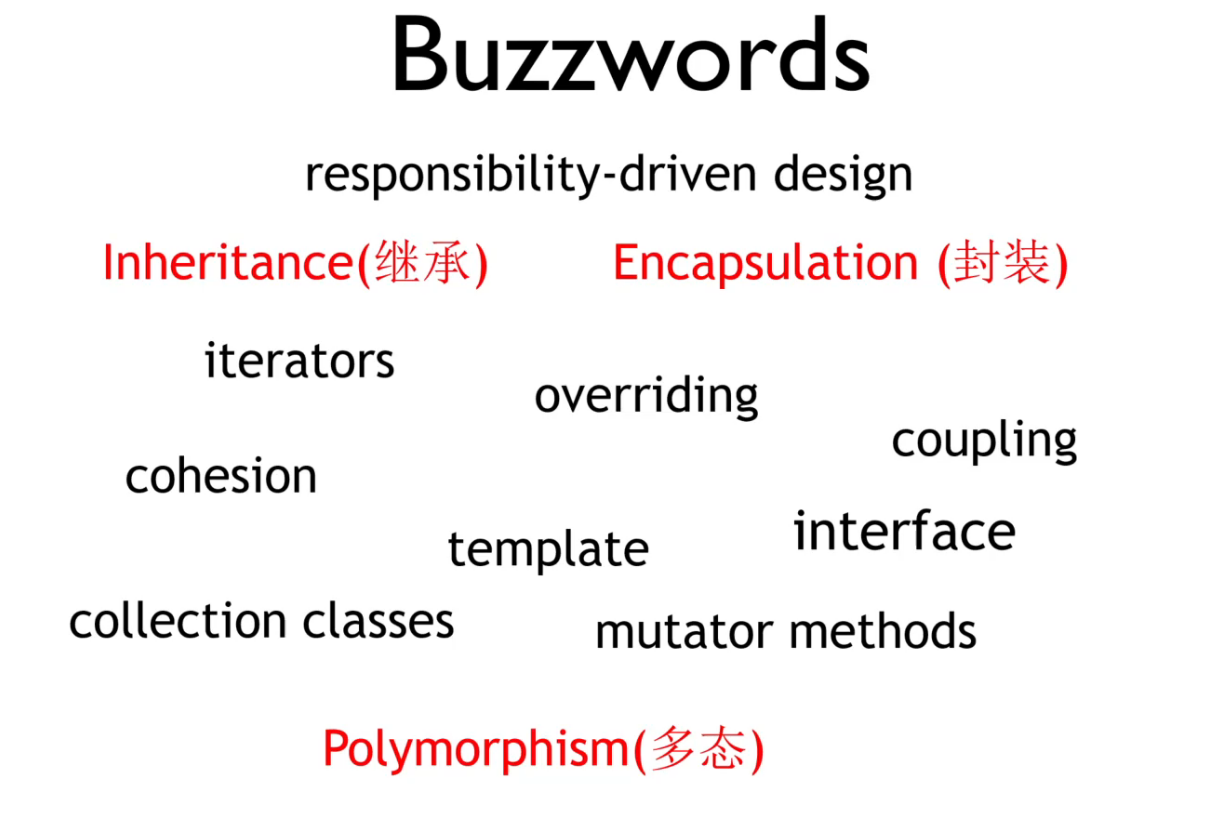 Buzzwords
responsibility-driven design
Inheritance(继承)
Encapsulation (封装)
iterators
overriding
coupling
cohesion
interface
template
collection classes
mutator methods
Polymorphism(多态)